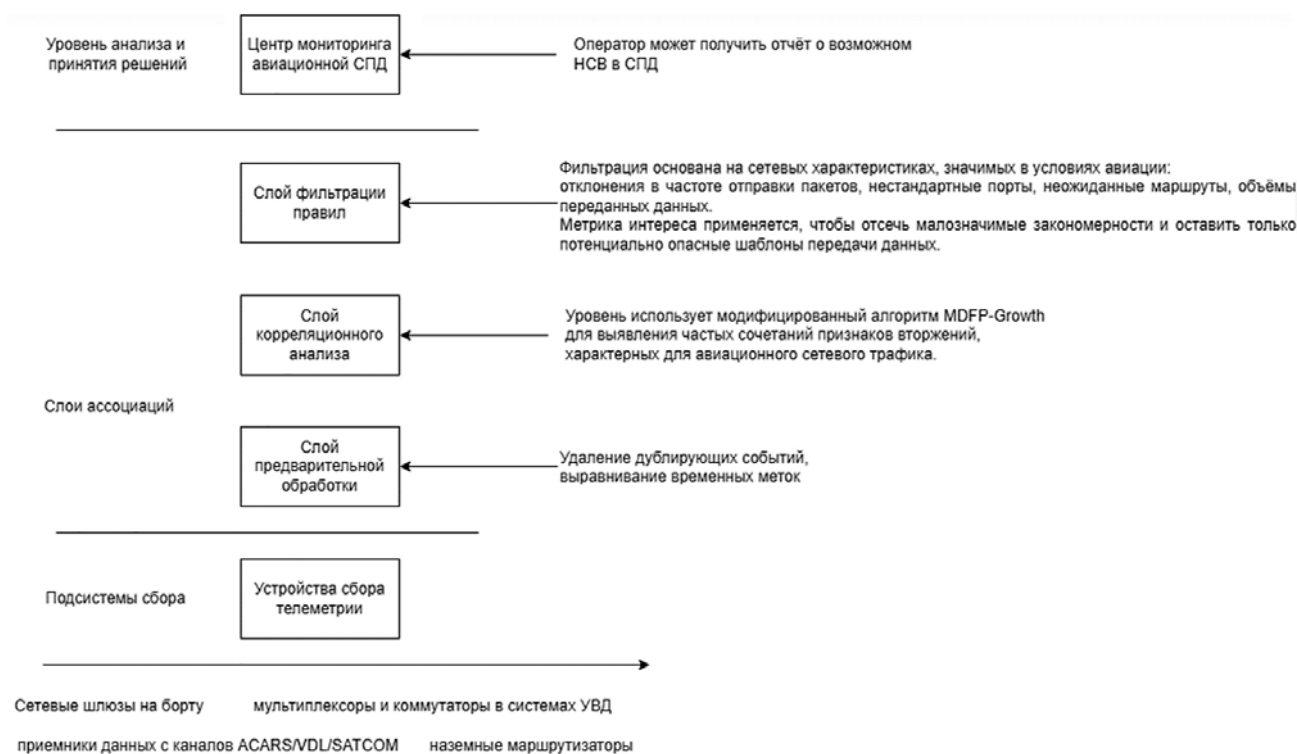 Уровень анализа и
принятия решений
Центр мониторинга
авиационной СПД
Оператор может получить отчёт о возможном
НСВ в СПД
Слой фильтрации
правил
Фильтрация основана на сетевых характеристиках, значимых в условиях авиации:
отклонения в частоте отправки пакетов, нестандартные порты, неожиданные маршруты, объёмы
переданных данных.
Метрика интереса применяется, чтобы отсечь малозначимые закономерности и оставить только
потенциально опасные шаблоны передачи данных.
Слой
корреляционного
анализа
Уровень использует модифицированный алгоритм MDFP-Growth
для выявления частых сочетаний признаков вторжений,
характерных для авиационного сетевого трафика.
Слои ассоциаций
Слой
предварительной
обработки
Удаление дублирующих событий,
выравнивание временных меток
Подсистемы сбора
Устройства сбора
телеметрии
Сетевые шлюзы на борту мультиплексоры и коммутаторы в системах УВД
приемники данных с каналов ACARS/VDL/SATCOM наземные маршрутизаторы